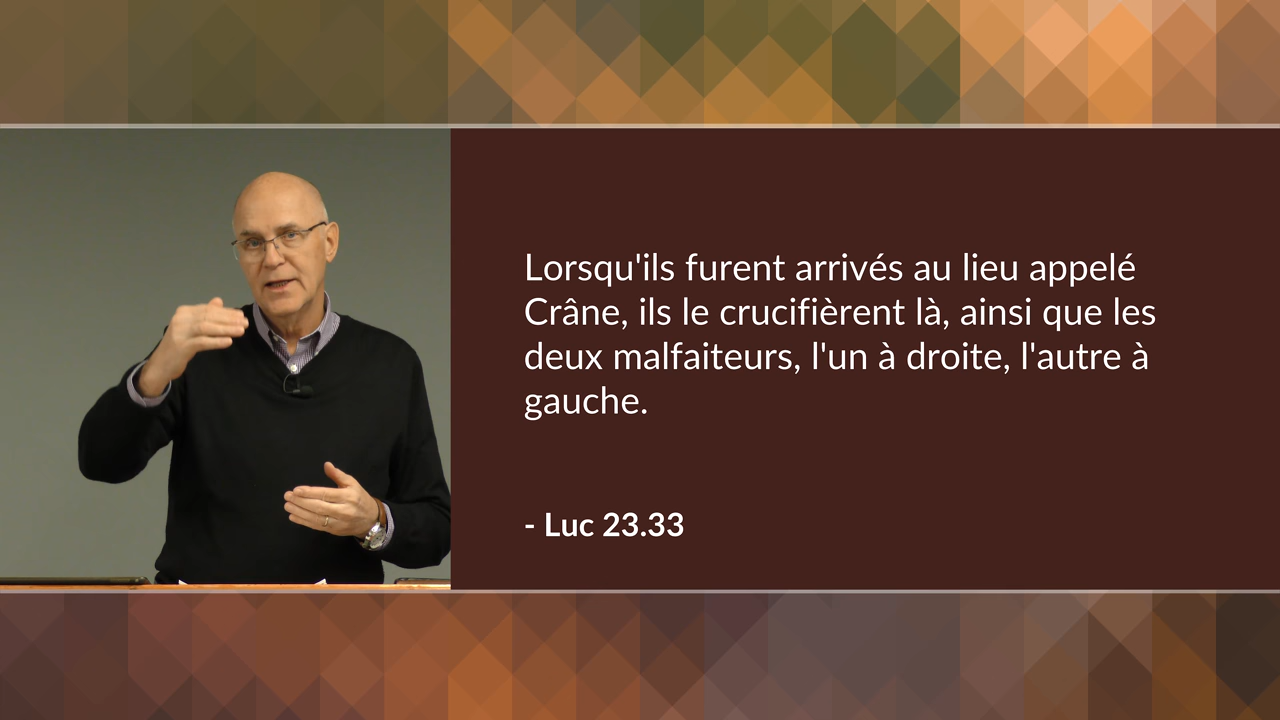 Lorsqu'ils furent arrivés au lieu appelé
Crâne, ils le crucifièrent là, ainsi que les
deux malfaiteurs, l'un à droite, l'autre à
gauche.
- Luc 23.33